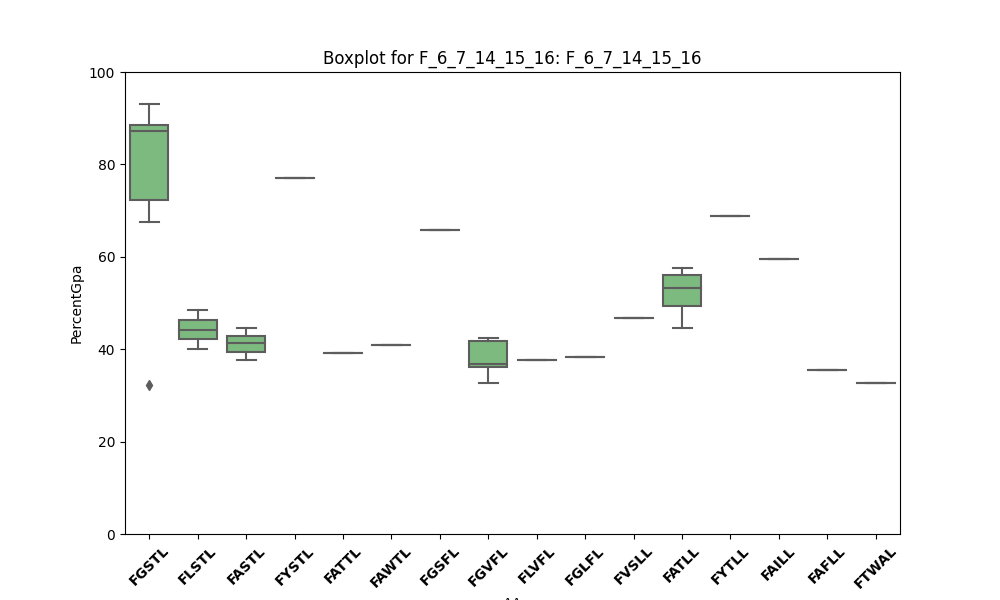 Boxplot for F_6_7_14_15_16: F_6_7_14_15_16
100
80
60
40
20
0
PercentGpa
FGSTL FLSTL FASTL FYSTL FATTL FAWTL FGSFL FGVFL FLVFL FGLFL FVSLL FATLL FYTLL FAILL FAFLL FTWAL